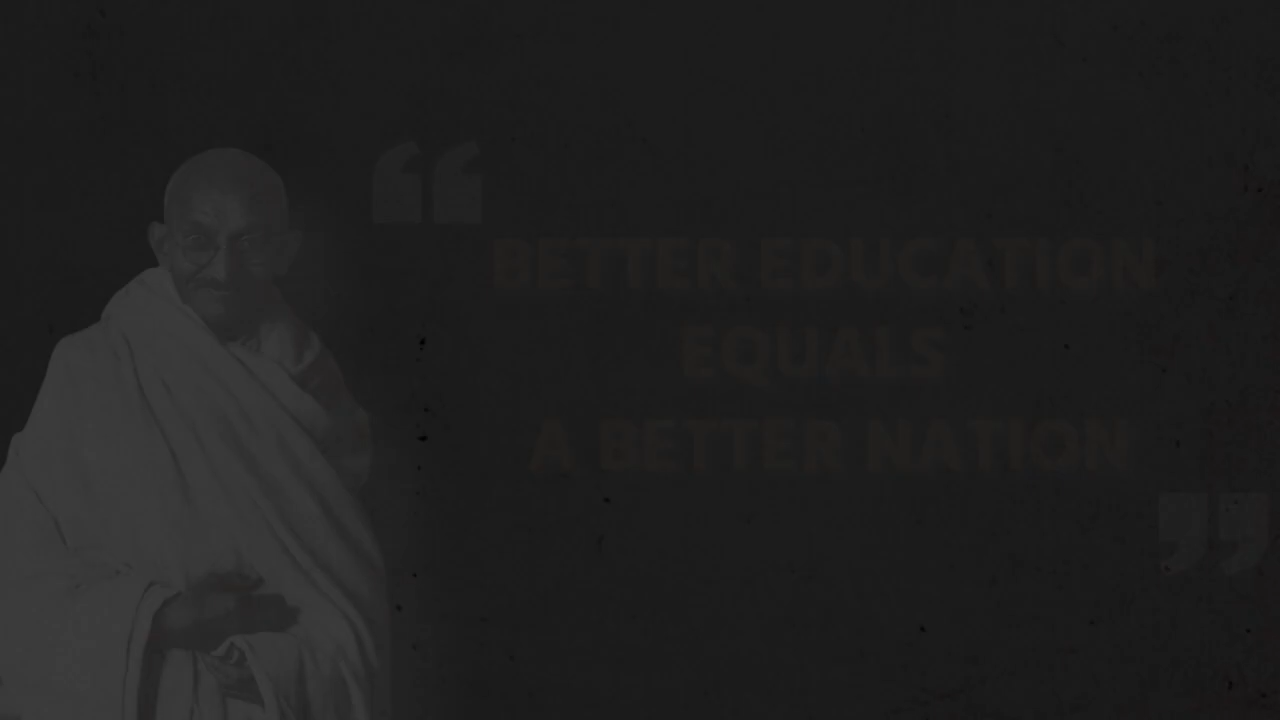 “
BETTER EDUCATION
EQUALS
A BETTER NATION
”